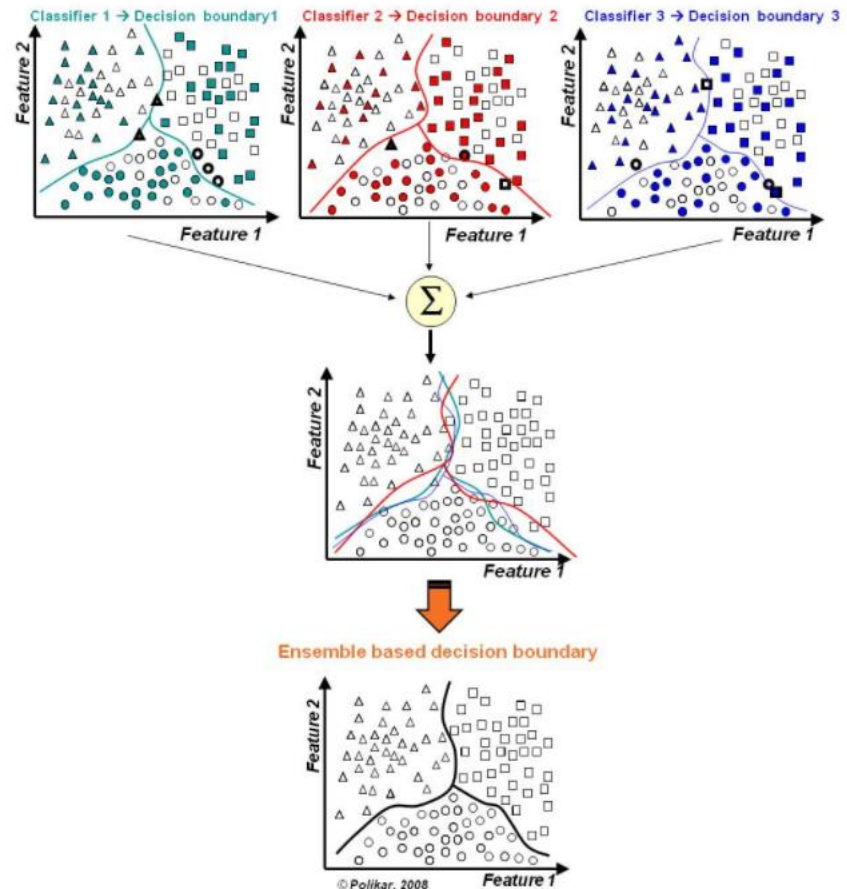 Classifier 1 → Decision boundary1
Classifier 2 → Decision boundary 2
Classifier 3 → Decision boundary 3
Feature 2
Feature 1
Feature 2
Feature 1
Feature 2
Feature 1
Σ
Feature 2
Feature 1
Ensemble based decision boundary
Feature 2
Feature 1
© Polikar, 2008